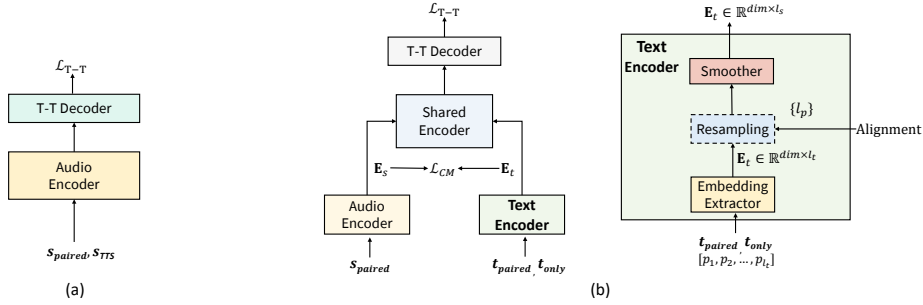 ℒ_T−T
T-T Decoder
Audio
Encoder
s_paired, s_TTS
(a)
ℒ_T−T
T-T Decoder
Shared
Encoder
E_s
ℒ_CM
E_t
Audio
Encoder
Text
Encoder
s_paired
t_paired, t_only
E_t ∈ ℝ^{dim×l_s}
Text
Encoder
Smoother
{l_p}
Resampling
Alignment
E_t ∈ ℝ^{dim×l_t}
Embedding
Extractor
t_paired, t_only
[p_1, p_2, …, p_{l_t}]
(b)